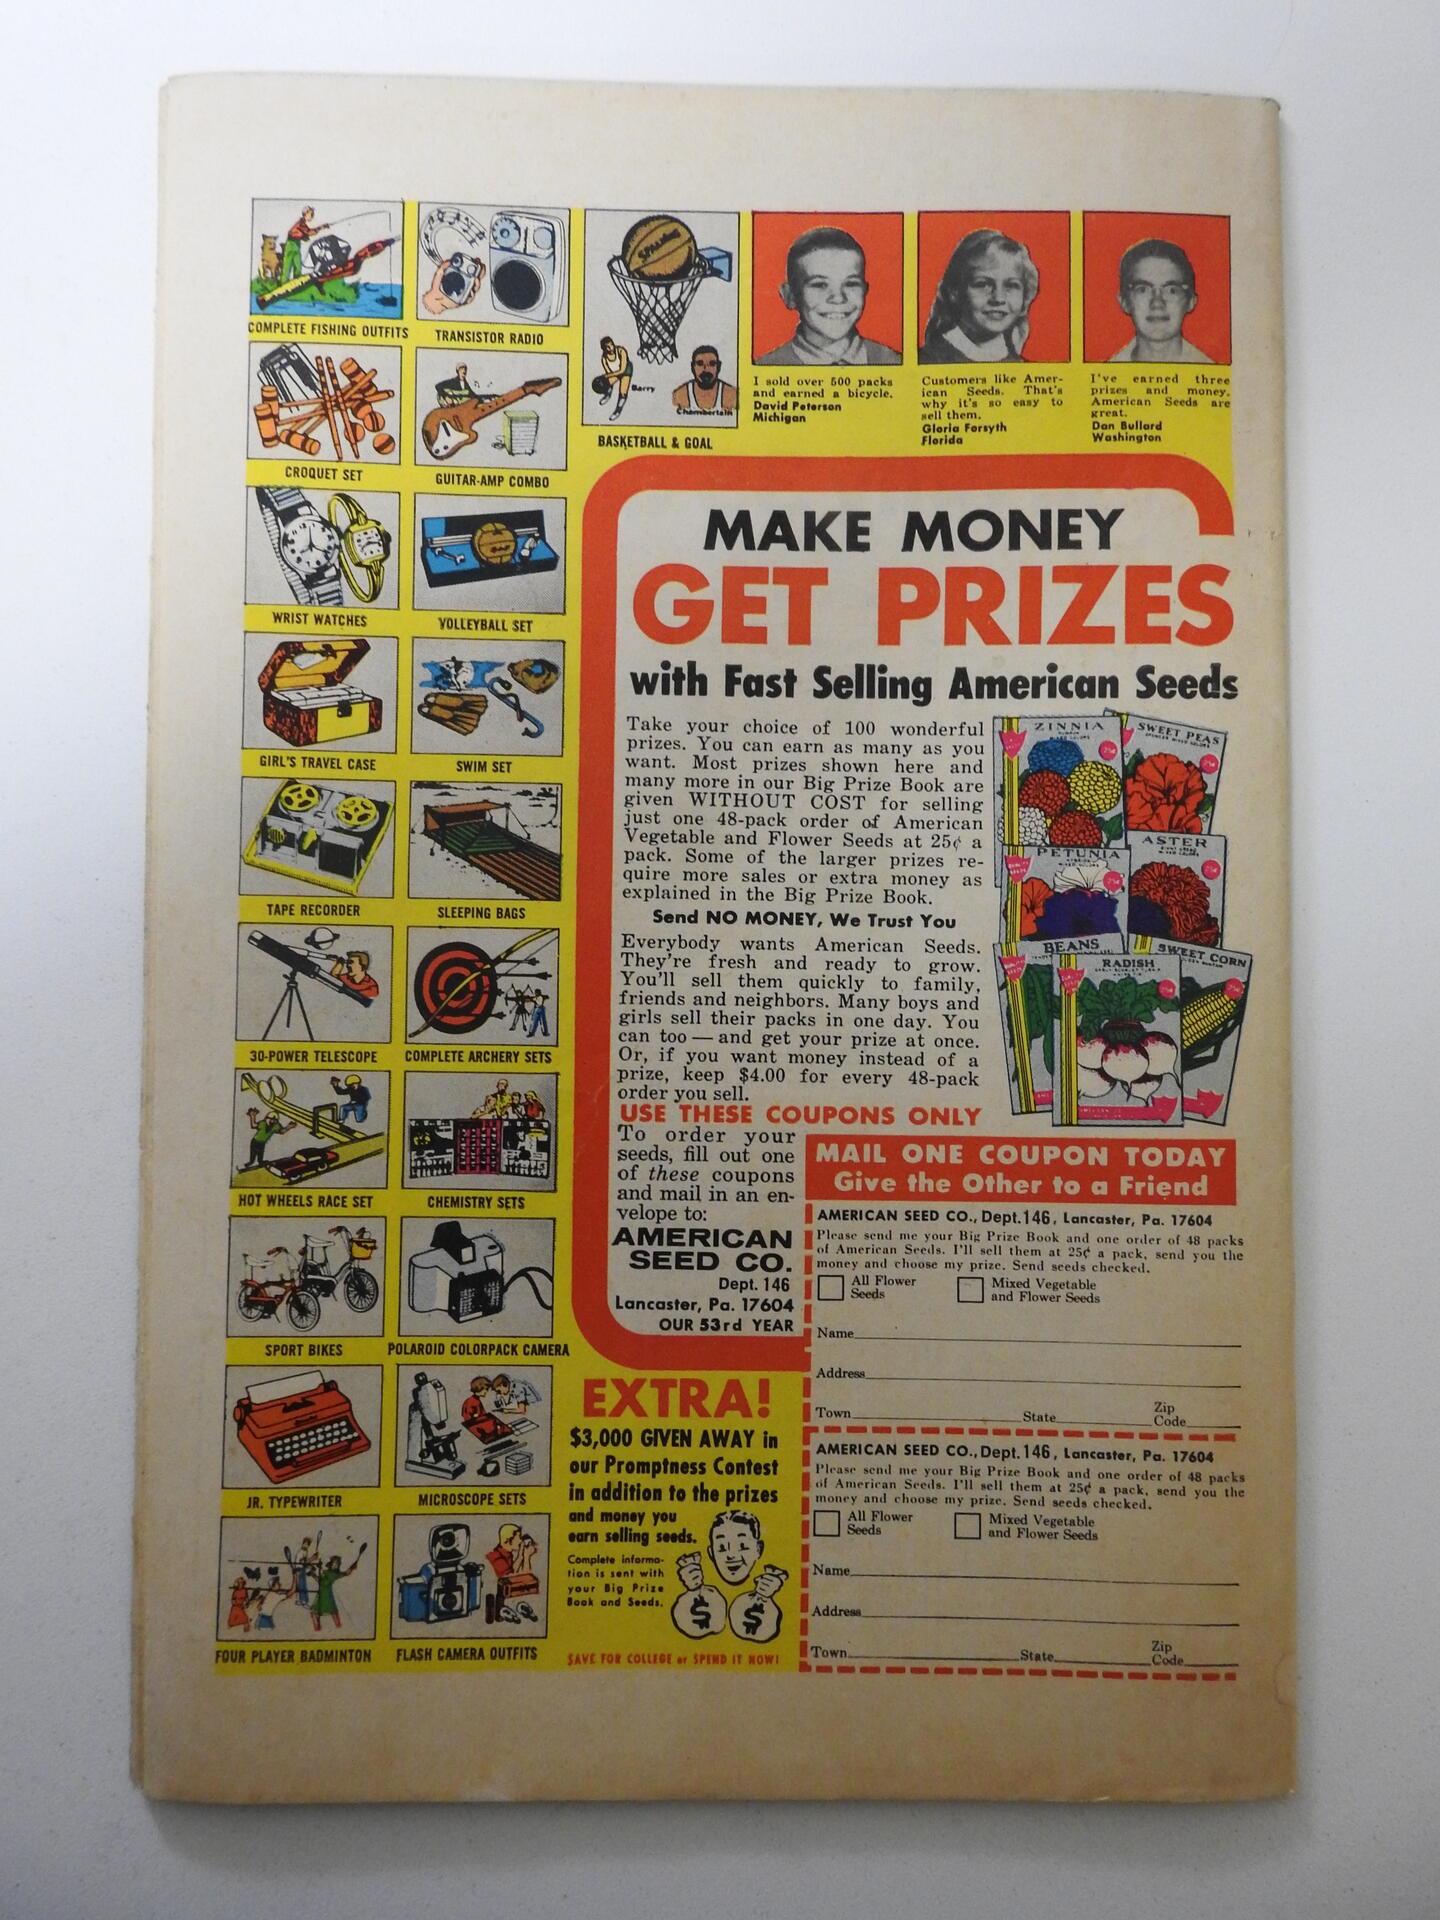 COMPLETE FISHING OUTFITS
TRANSISTOR RADIO
SPALDING
Barry
Chamberlain
BASKETBALL & GOAL
I sold over 500 packs
and earned a bicycle.
David Peterson
Michigan
Customers like Amer-
ican Seeds. That's
why it's so easy to
sell them.
Gloria Forsyth
Florida
I've earned three
prizes and money.
American Seeds are
great.
Dan Bullard
Washington
CROQUET SET
GUITAR-AMP COMBO
WRIST WATCHES
VOLLEYBALL SET
GIRL'S TRAVEL CASE
SWIM SET
TAPE RECORDER
SLEEPING BAGS
30-POWER TELESCOPE
COMPLETE ARCHERY SETS
HOT WHEELS RACE SET
CHEMISTRY SETS
SPORT BIKES
POLAROID COLORPACK CAMERA
JR. TYPEWRITER
MICROSCOPE SETS
FOUR PLAYER BADMINTON
FLASH CAMERA OUTFITS
MAKE MONEY
GET PRIZES
with Fast Selling American Seeds
Take your choice of 100 wonderful
prizes. You can earn as many as you
want. Most prizes shown here and
many more in our Big Prize Book are
given WITHOUT COST for selling
just one 48-pack order of American
Vegetable and Flower Seeds at 25¢ a
pack. Some of the larger prizes re-
quire more sales or extra money as
explained in the Big Prize Book.
Send NO MONEY, We Trust You
Everybody wants American Seeds.
They're fresh and ready to grow.
You'll sell them quickly to family,
friends and neighbors. Many boys and
girls sell their packs in one day. You
can too — and get your prize at once.
Or, if you want money instead of a
prize, keep $4.00 for every 48-pack
order you sell.
USE THESE COUPONS ONLY
To order your
seeds, fill out one
of these coupons
and mail in an en-
velope to:
AMERICAN
SEED CO.
Dept. 146
Lancaster, Pa. 17604
OUR 53rd YEAR
ZINNIA
MIXED COLORS
25¢
SWEET PEAS
SPENCER MIXED COLORS
25¢
PETUNIA
MIXED COLORS
25¢
ASTER
MIXED COLORS
25¢
BEANS
RADISH
25¢
SWEET CORN
25¢
MAIL ONE COUPON TODAY
Give the Other to a Friend
AMERICAN SEED CO., Dept. 146, Lancaster, Pa. 17604
Please send me your Big Prize Book and one order of 48 packs
of American Seeds. I'll sell them at 25¢ a pack, send you the
money and choose my prize. Send seeds checked.
All Flower
Seeds
Mixed Vegetable
and Flower Seeds
Name
Address
Town State Zip
Code
AMERICAN SEED CO., Dept. 146, Lancaster, Pa. 17604
Please send me your Big Prize Book and one order of 48 packs
of American Seeds. I'll sell them at 25¢ a pack, send you the
money and choose my prize. Send seeds checked.
All Flower
Seeds
Mixed Vegetable
and Flower Seeds
Name
Address
Town State Zip
Code
EXTRA!
$3,000 GIVEN AWAY in
our Promptness Contest
in addition to the prizes
and money you
earn selling seeds.
Complete informa-
tion is sent with
your Big Prize
Book and Seeds.
$ $
SAVE FOR COLLEGE or SPEND IT NOW!